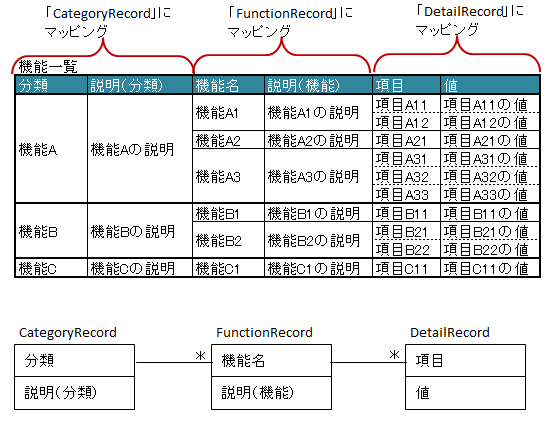 「CategoryRecord」に
マッピング
「FunctionRecord」に
マッピング
「DetailRecord」に
マッピング
機能一覧
分類 説明(分類) 機能名 説明(機能) 項目 値
機能A 機能Aの説明 機能A1 機能A1の説明 項目A11 項目A11の値
項目A12 項目A12の値
機能A2 機能A2の説明 項目A21 項目A21の値
機能A3 機能A3の説明 項目A31 項目A31の値
項目A32 項目A32の値
項目A33 項目A33の値
機能B 機能Bの説明 機能B1 機能B1の説明 項目B11 項目B11の値
機能B2 機能B2の説明 項目B21 項目B21の値
項目B22 項目B22の値
機能C 機能Cの説明 機能C1 機能C1の説明 項目C11 項目C11の値
CategoryRecord FunctionRecord DetailRecord
分類 * 機能名 * 項目
説明(分類) 説明(機能) 値